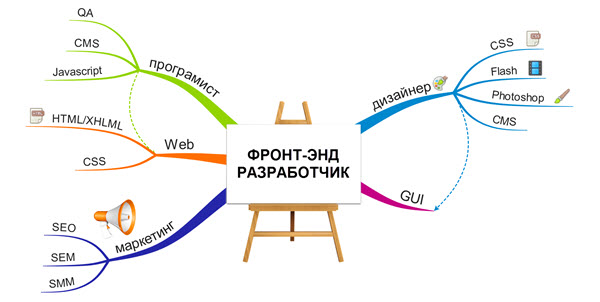 ФРОНТ-ЭНД
РАЗРАБОТЧИК
програмист
QA
CMS
Javascript
Web
HTML/XHLML
CSS
маркетинг
SEO
SEM
SMM
дизайнер
CSS
Flash
Photoshop
CMS
GUI